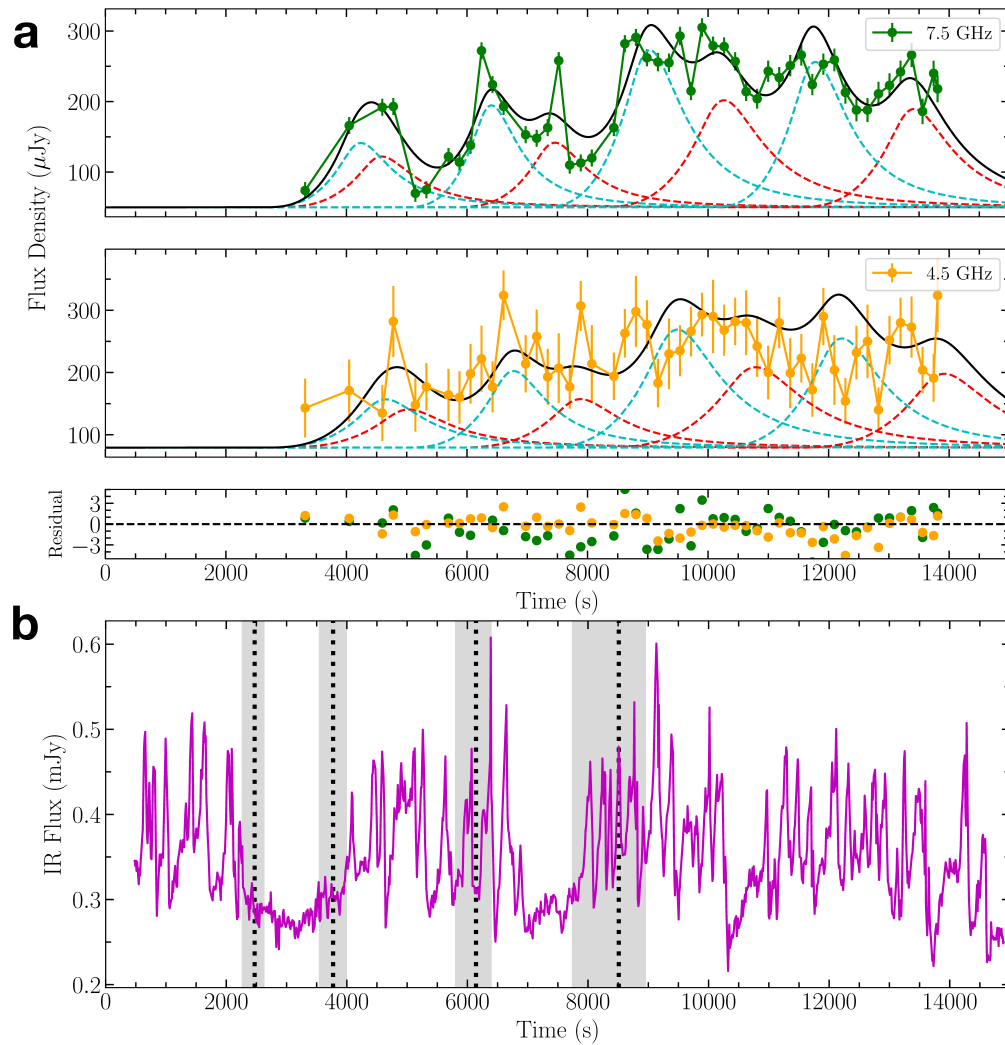 a
Flux Density (μJy)
300
200
100
7.5 GHz
300
200
100
4.5 GHz
Residual
3
0
−3
0 2000 4000 6000 8000 10000 12000 14000
Time (s)
b
IR Flux (mJy)
0.6
0.5
0.4
0.3
0.2
0 2000 4000 6000 8000 10000 12000 14000
Time (s)